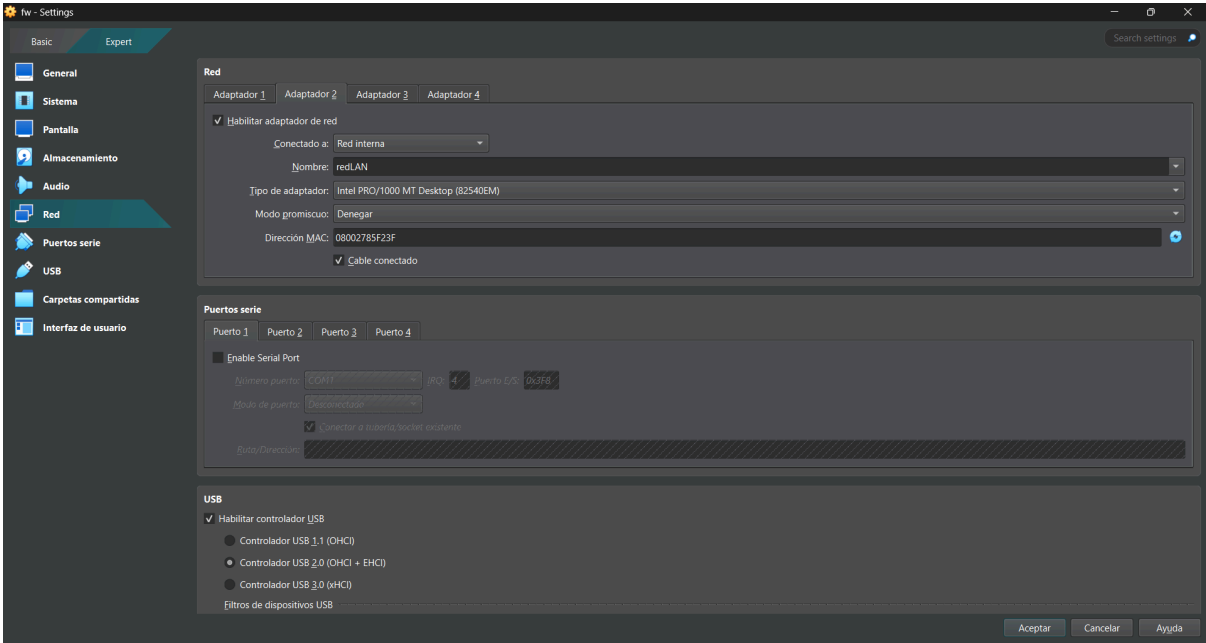 fw - Settings
Basic Expert Search settings
General
Sistema
Pantalla
Almacenamiento
Audio
Red
Puertos serie
USB
Carpetas compartidas
Interfaz de usuario
Red
Adaptador 1 Adaptador 2 Adaptador 3 Adaptador 4
Habilitar adaptador de red
Conectado a: Red interna
Nombre: redLAN
Tipo de adaptador: Intel PRO/1000 MT Desktop (82540EM)
Modo promiscuo: Denegar
Dirección MAC: 08002785F23F
Cable conectado
Puertos serie
Puerto 1 Puerto 2 Puerto 3 Puerto 4
Enable Serial Port
Número puerto: COM1 IRQ: 4 Puerto E/S: 0x3F8
Modo de puerto: Desconectado
Conectar a tubería/socket existente
Ruta/Dirección:
USB
Habilitar controlador USB
Controlador USB 1.1 (OHCI)
Controlador USB 2.0 (OHCI + EHCI)
Controlador USB 3.0 (xHCI)
Filtros de dispositivos USB
Aceptar Cancelar Ayuda